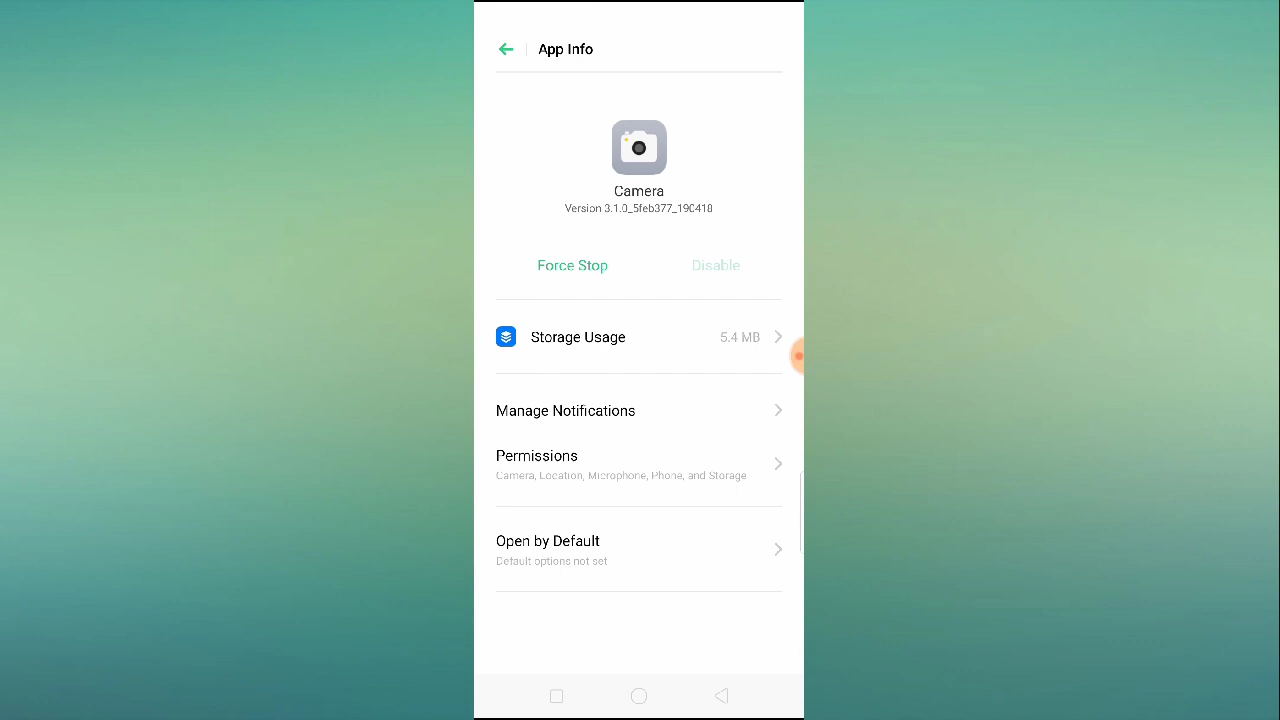 App Info
Camera
Version 3.1.0_5feb377_190418
Force Stop
Disable
Storage Usage
5.4 MB
Manage Notifications
Permissions
Camera, Location, Microphone, Phone, and Storage
Open by Default
Default options not set